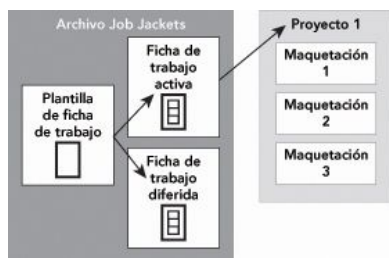 Archivo Job Jackets
Plantilla
de ficha
de trabajo
Ficha de
trabajo
activa
Ficha de
trabajo
diferida
Proyecto 1
Maquetación
1
Maquetación
2
Maquetación
3